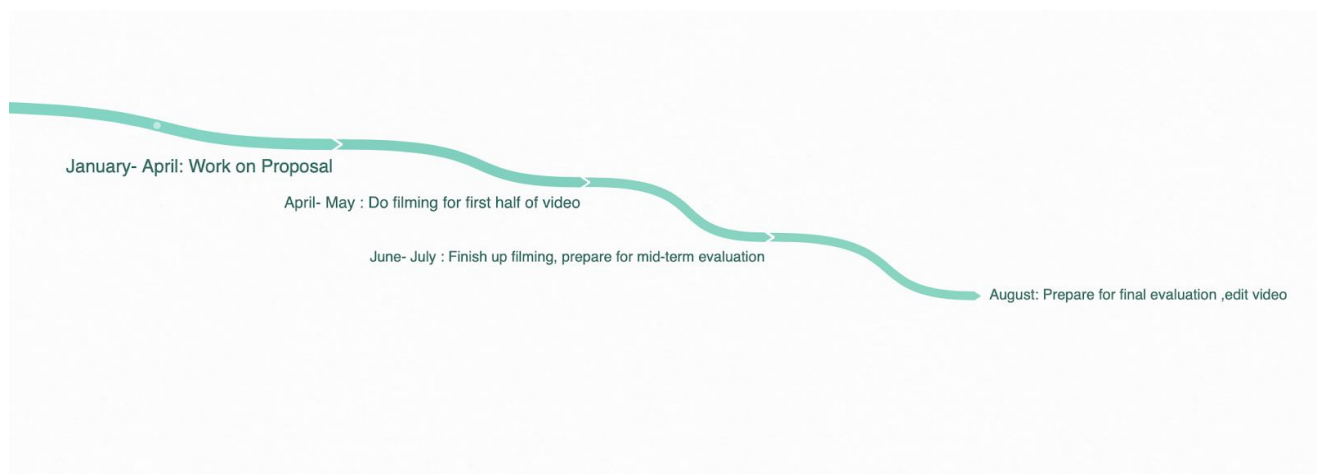 January- April: Work on Proposal
April- May : Do filming for first half of video
June- July : Finish up filming, prepare for mid-term evaluation
August: Prepare for final evaluation ,edit video